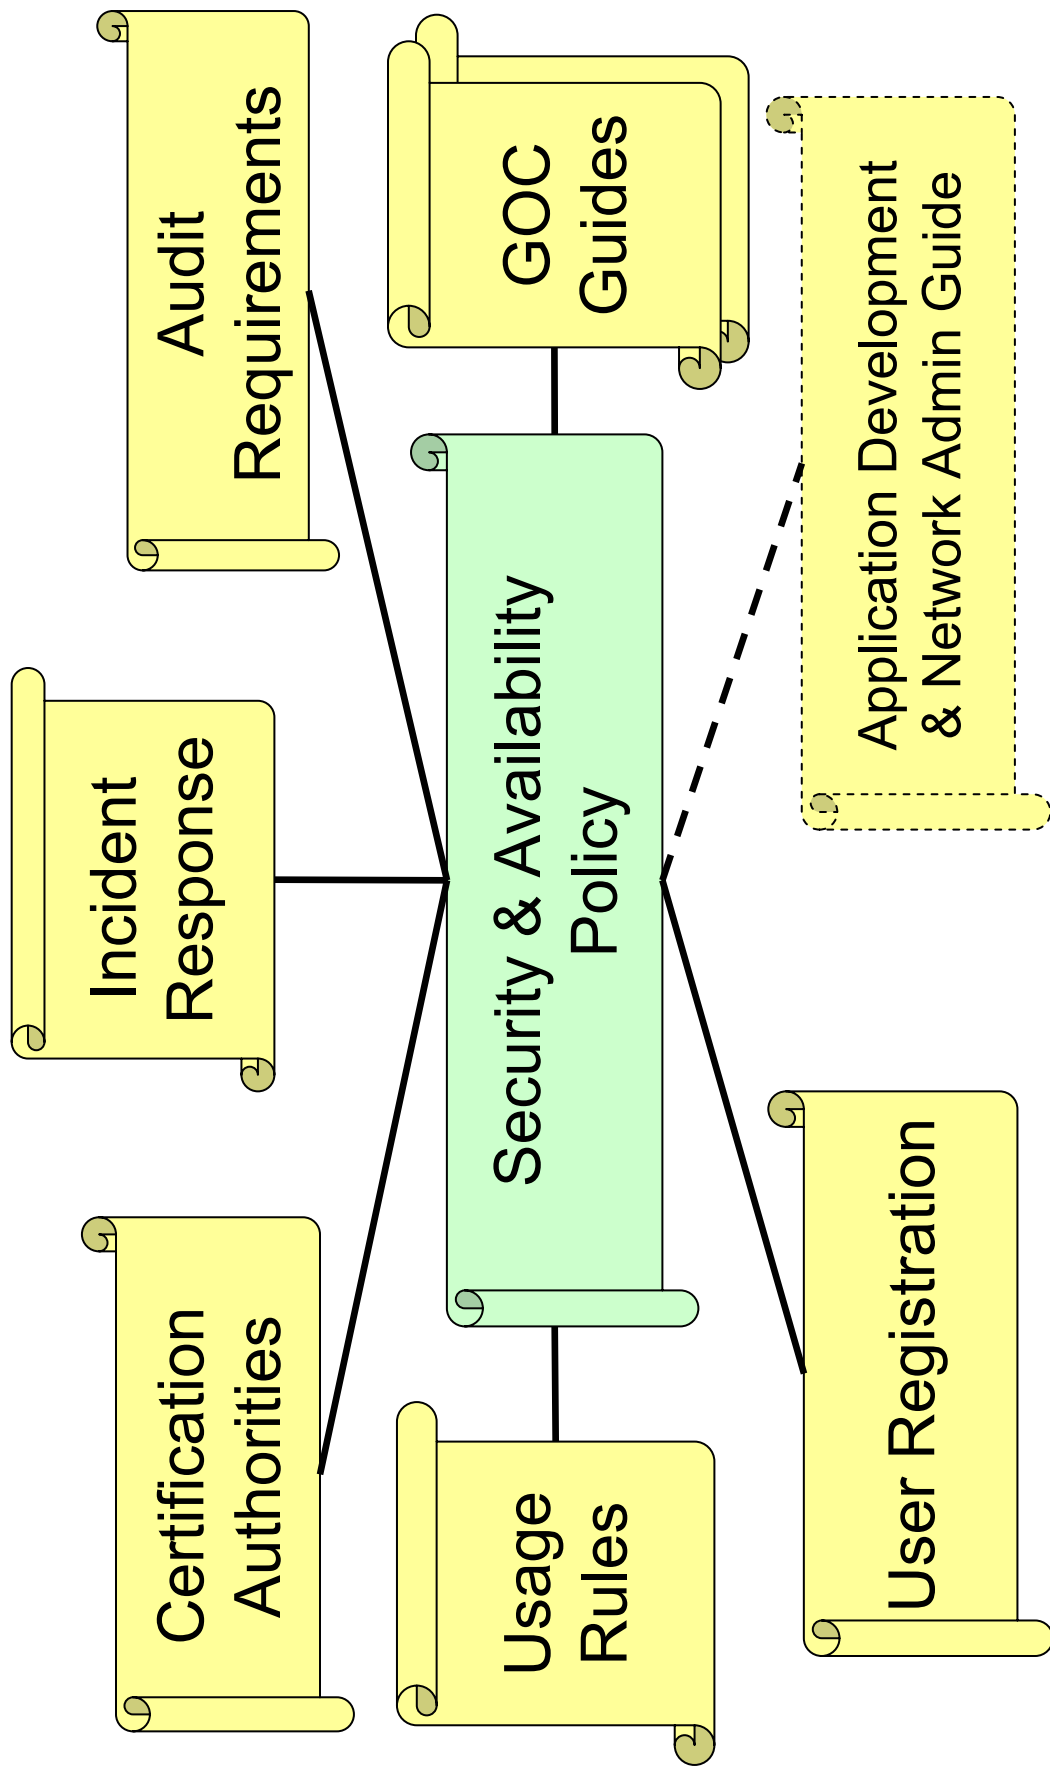 Certification
Authorities
Incident
Response
Audit
Requirements
Usage
Rules
Security & Availability
Policy
GOC
Guides
User Registration
Application Development
& Network Admin Guide